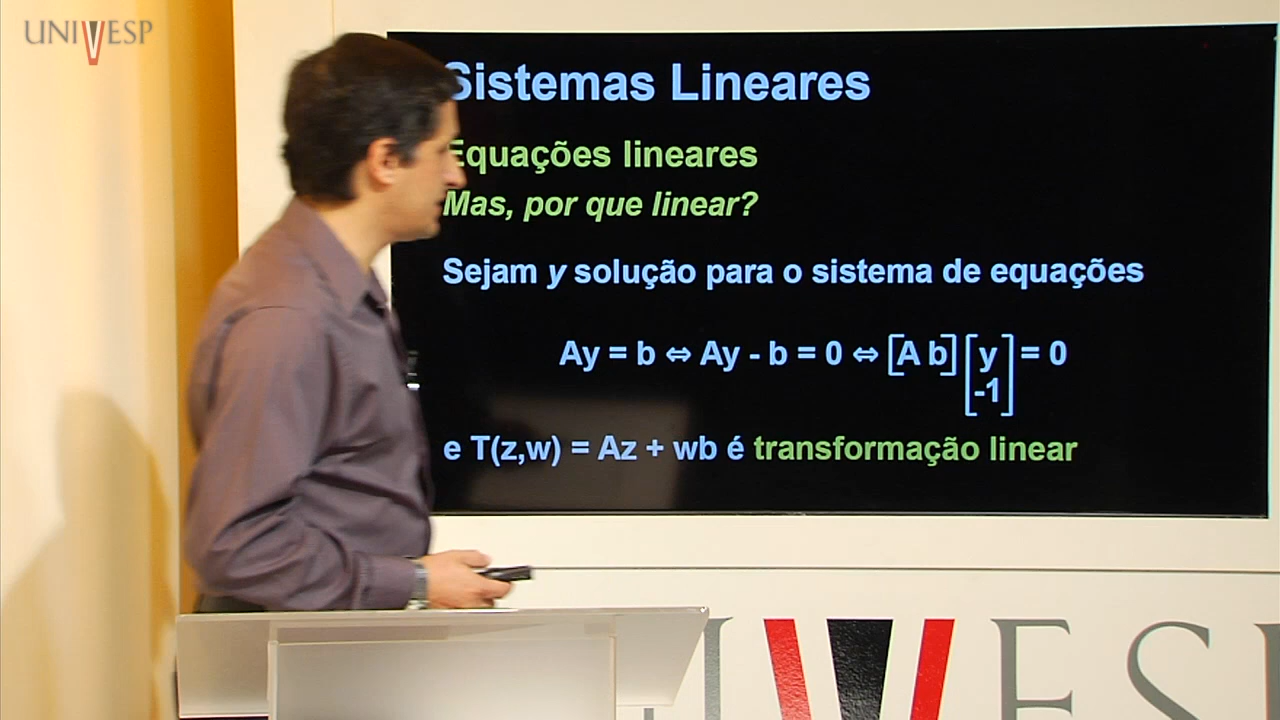 UNIVESP
Sistemas Lineares
Equações lineares
Mas, por que linear?
Sejam y solução para o sistema de equações
Ay = b ⇔ Ay - b = 0 ⇔ [A b] [y
-1] = 0
e T(z,w) = Az + wb é transformação linear
VESP